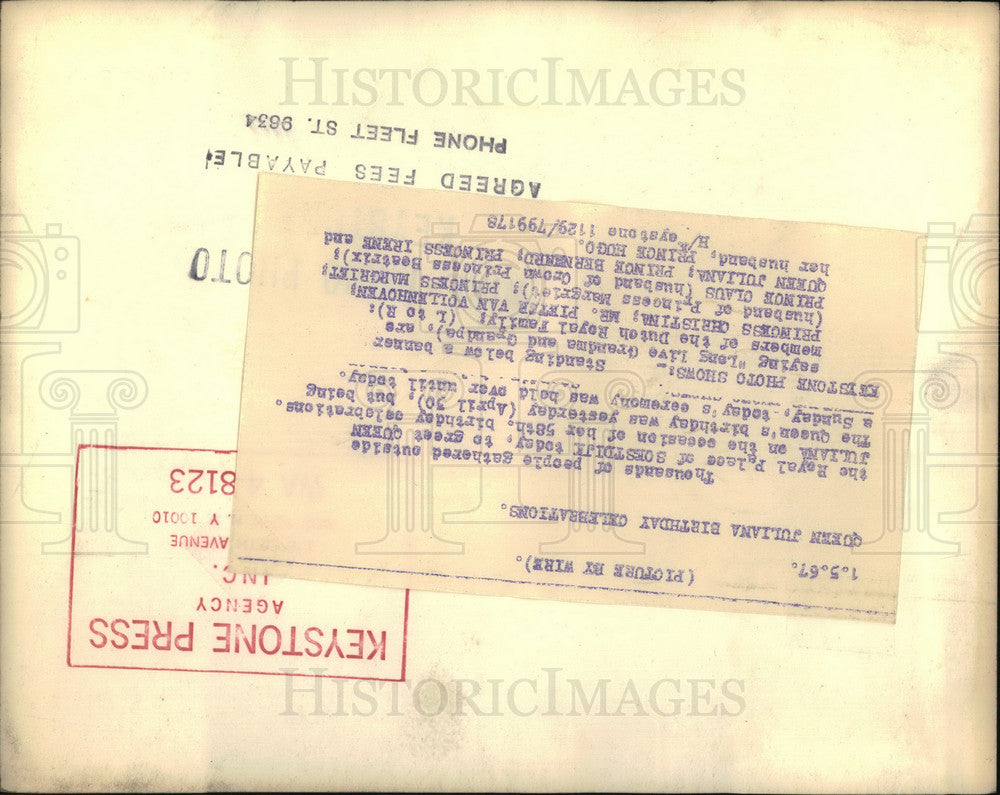 1.5.67. (PICTURE BY WIRE).
QUEEN JULIANA BIRTHDAY CELEBRATIONS.
Thousands of people gathered outside
the Royal Palace of SOESTDIJK today, to greet QUEEN
JULIANA on the occasion of her 58th. birthday celebrations.
The Queen's birthday was yesterday (April 30), but being
a Sunday, today's ceremony was held over until today.
KEYSTONE PHOTO SHOWS:- Standing below a banner
saying "Long Live Grandma and Grandpa), are
members of the Dutch Royal Family; (L to R):
PRINCESS CHRISTINA; MR. PIETER VAN VOLLENHOVEN;
(husband of Princess Margriet); PRINCESS MARGRIET;
PRINCE CLAUS (husband of Crown Princess Beatrix);
QUEEN JULIANA; PRINCE BERNHERD; PRINCESS IRENE and
her husband, PRINCE HUGO.
H/ eystone 1129/799178
KEYSTONE PRESS
AGENCY
INC.
AVENUE
Y 10010
8123
AGREED FEES PAYABLE
PHONE FLEET ST. 9634
OTO
HISTORICIMAGES
HISTORICIMAGES